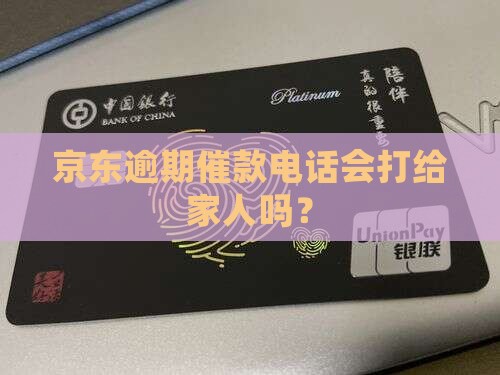 中国银行
BANK OF CHINA
Platinum
陪伴
真的很重要
京东逾期催款电话会打给
家人吗？
UnionPay
银联